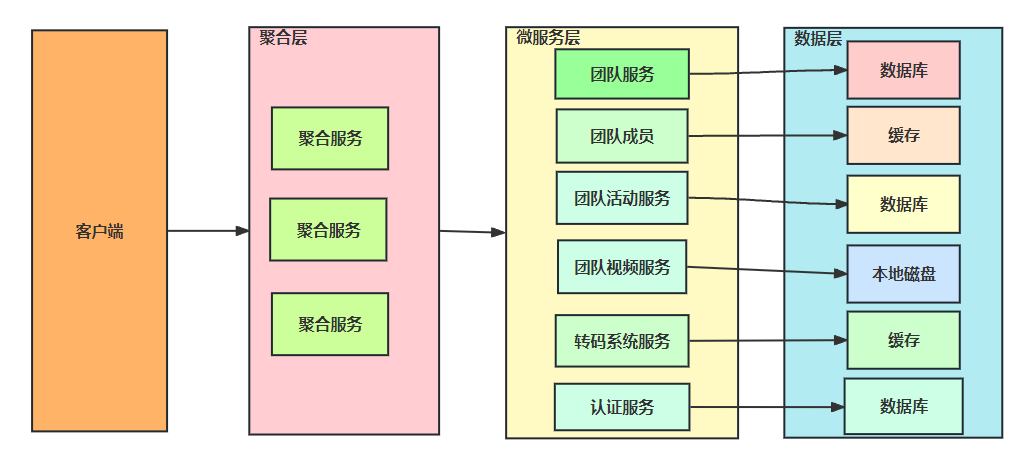 客户端
聚合层
聚合服务
聚合服务
聚合服务
微服务层
团队服务
团队成员
团队活动服务
团队视频服务
转码系统服务
认证服务
数据层
数据库
缓存
数据库
本地磁盘
缓存
数据库